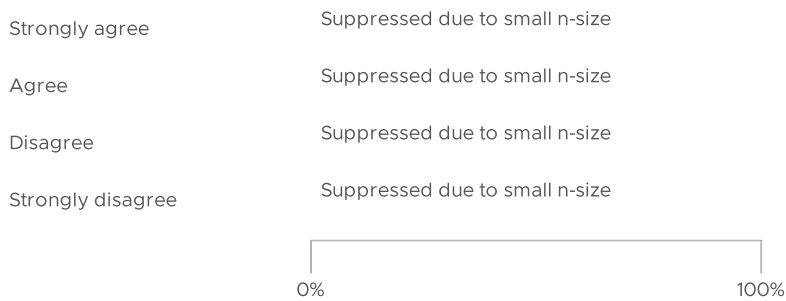 Strongly agree Suppressed due to small n-size
Agree Suppressed due to small n-size
Disagree Suppressed due to small n-size
Strongly disagree Suppressed due to small n-size
0% 100%